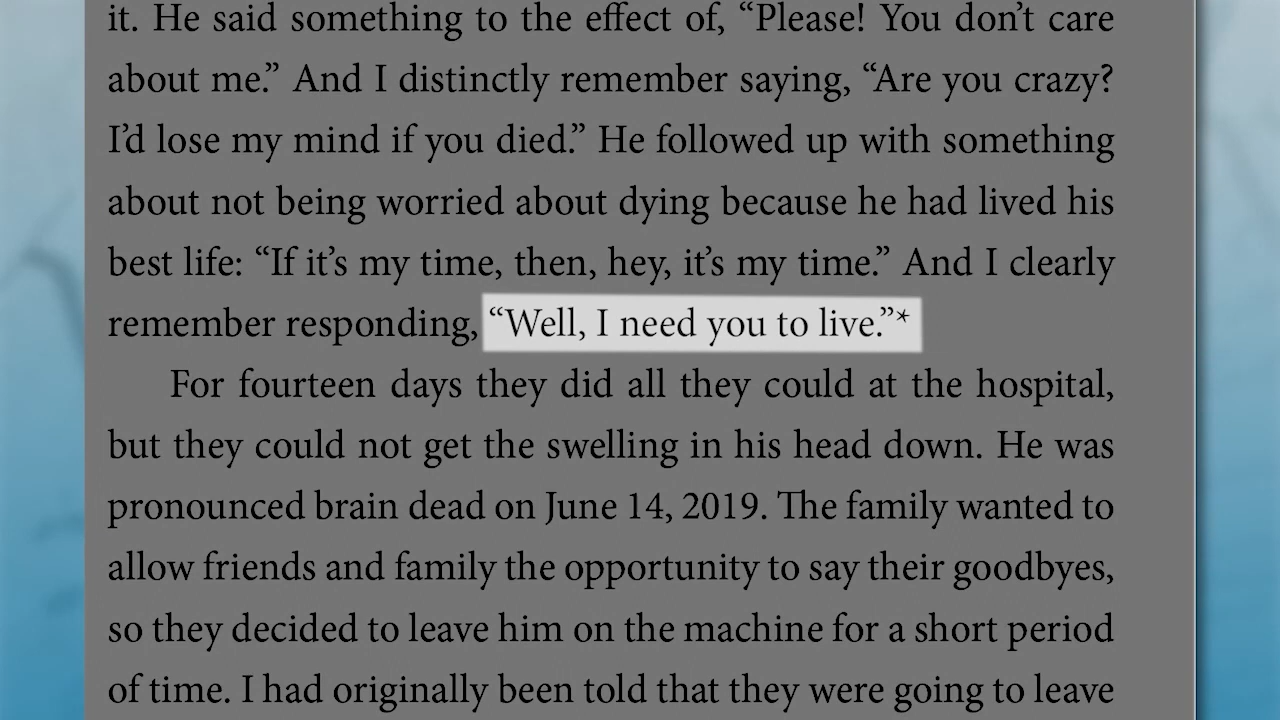 it. He said something to the effect of, “Please! You don’t care
about me.” And I distinctly remember saying, “Are you crazy?
I’d lose my mind if you died.” He followed up with something
about not being worried about dying because he had lived his
best life: “If it’s my time, then, hey, it’s my time.” And I clearly
remember responding, “Well, I need you to live.”*
For fourteen days they did all they could at the hospital,
but they could not get the swelling in his head down. He was
pronounced brain dead on June 14, 2019. The family wanted to
allow friends and family the opportunity to say their goodbyes,
so they decided to leave him on the machine for a short period
of time. I had originally been told that they were going to leave